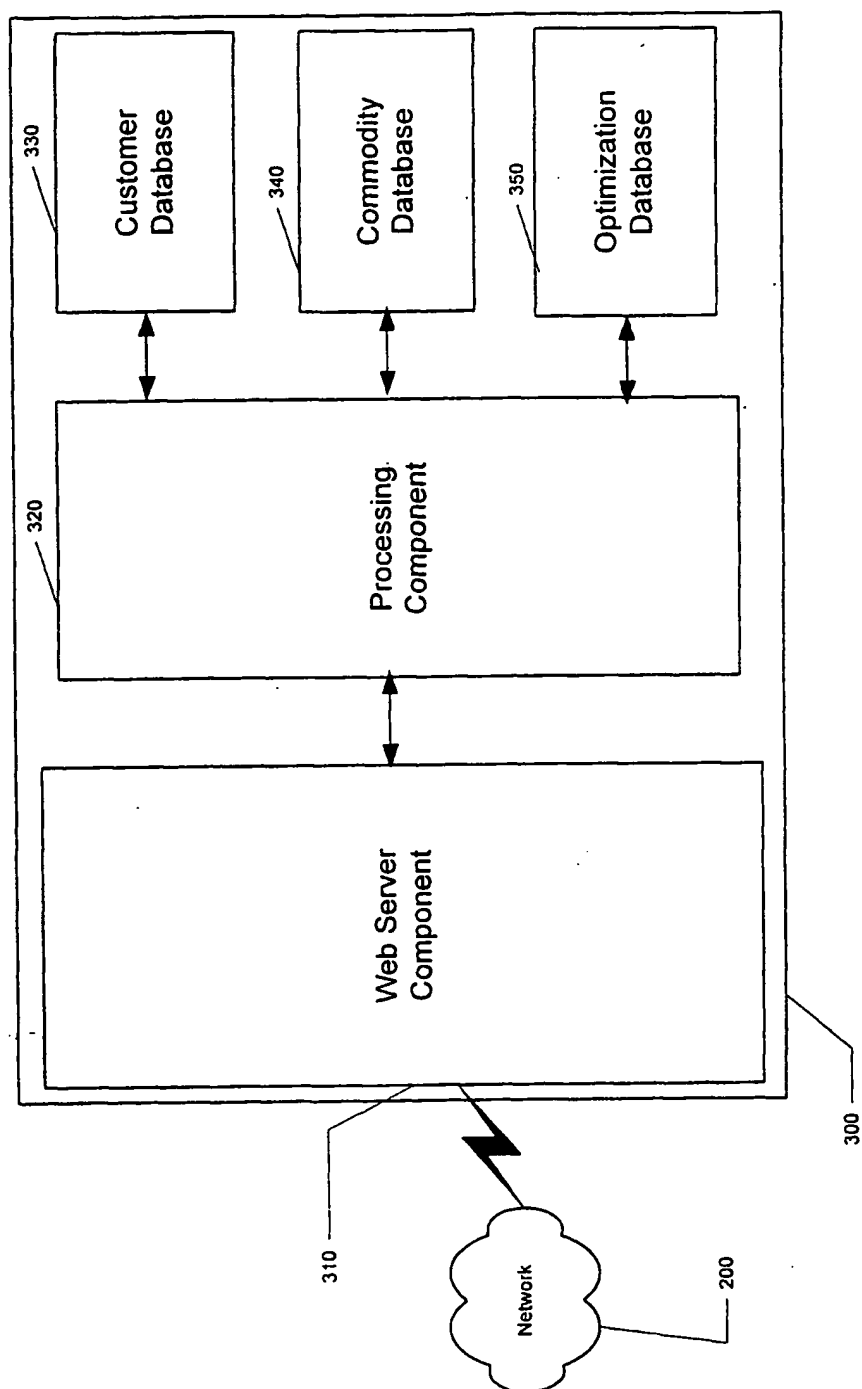 330
Customer
Database
340
Commodity
Database
350
Optimization
Database
320
Processing
Component
Web Server
Component
310
300
Network
200